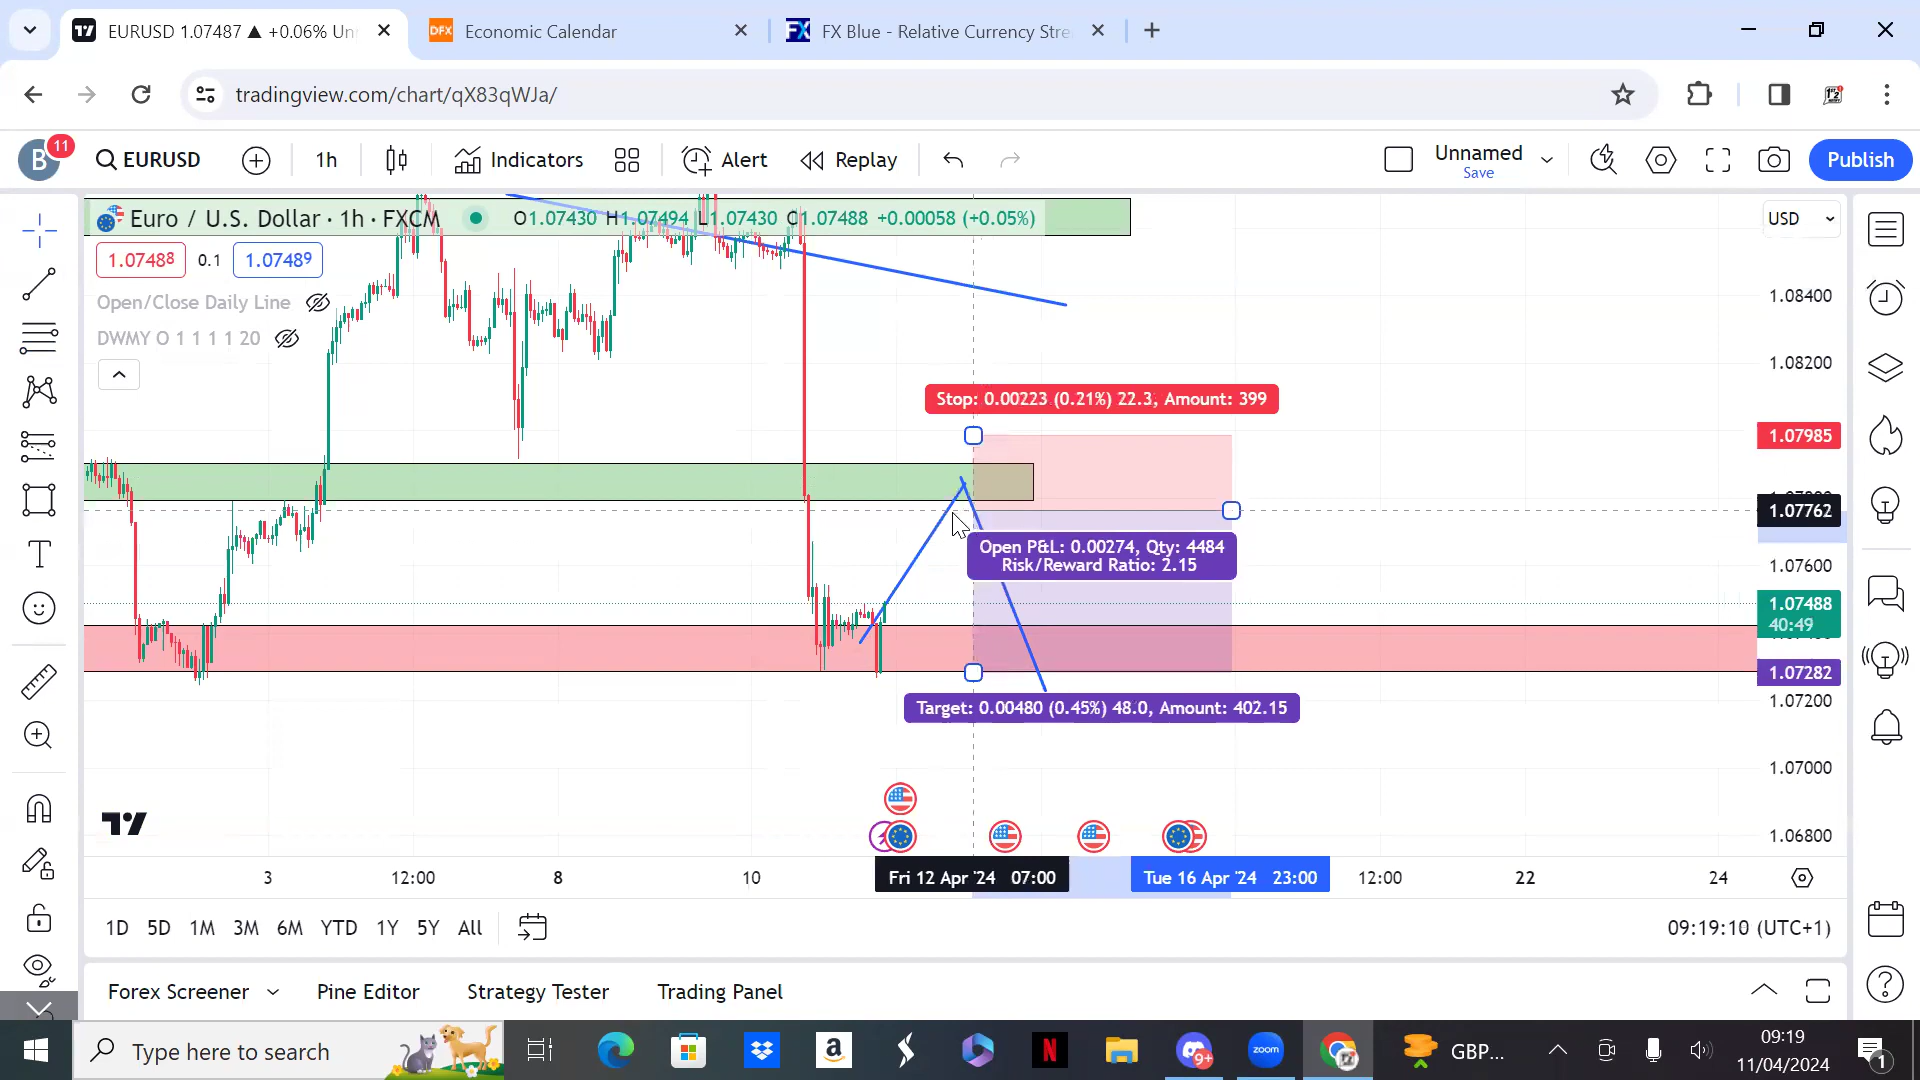 EURUSD 1.07487 ▲ +0.06% Un
DFX
Economic Calendar
FX
FX Blue - Relative Currency Stre
tradingview.com/chart/qX83qWJa/
B
11
EURUSD
1h
Indicators
Alert
Replay
Unnamed
Save
Publish
Euro / U.S. Dollar · 1h · FXCM
O1.07430 H1.07494 L1.07430 C1.07488 +0.00058 (+0.05%)
USD
1.07488
0.1
1.07489
Open/Close Daily Line
DWMY O 1 1 1 1 20
1.08400
1.08200
Stop: 0.00223 (0.21%) 22.3, Amount: 399
1.07985
1.07762
Open P&L: 0.00274, Qty: 4484
Risk/Reward Ratio: 2.15
1.07600
1.07488
40:49
1.07282
Target: 0.00480 (0.45%) 48.0, Amount: 402.15
1.07200
1.07000
1.06800
3
12:00
8
10
Fri 12 Apr '24 07:00
Tue 16 Apr '24 23:00
12:00
22
24
1D
5D
1M
3M
6M
YTD
1Y
5Y
All
09:19:10 (UTC+1)
Forex Screener
Pine Editor
Strategy Tester
Trading Panel
Type here to search
a
N
9+
zoom
GBP...
09:19
11/04/2024
1